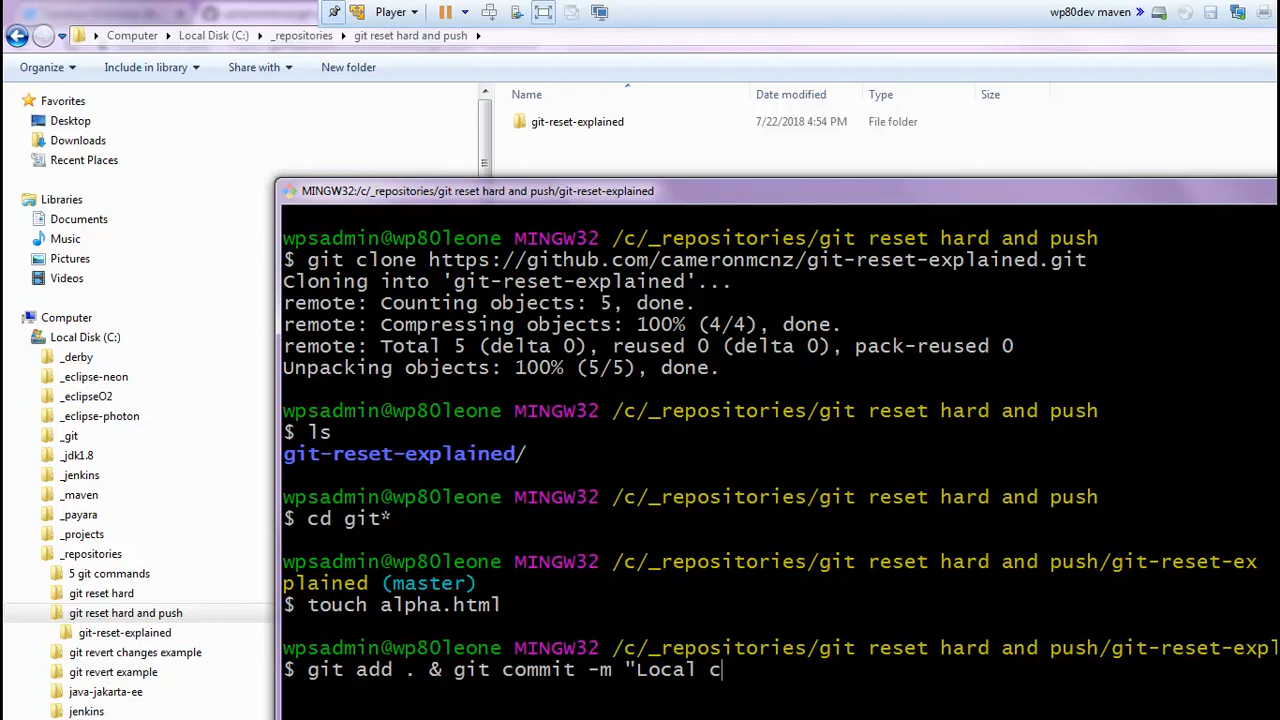 Player
wp80dev maven
Computer
Local Disk (C:)
_repositories
git reset hard and push
Organize
Include in library
Share with
New folder
Favorites
Desktop
Downloads
Recent Places
Libraries
Documents
Music
Pictures
Videos
Computer
Local Disk (C:)
_derby
_eclipse-neon
_eclipseO2
_eclipse-photon
_git
_jdk1.8
_jenkins
_maven
_payara
_projects
_repositories
5 git commands
git reset hard
git reset hard and push
git-reset-explained
git revert changes example
git revert example
java-jakarta-ee
jenkins
Name
Date modified
Type
Size
git-reset-explained
7/22/2018 4:54 PM
File folder
MINGW32:/c/_repositories/git reset hard and push/git-reset-explained
wpsadmin@wp80leone MINGW32 /c/_repositories/git reset hard and push
$ git clone https://github.com/cameronmcnz/git-reset-explained.git
Cloning into 'git-reset-explained'...
remote: Counting objects: 5, done.
remote: Compressing objects: 100% (4/4), done.
remote: Total 5 (delta 0), reused 0 (delta 0), pack-reused 0
Unpacking objects: 100% (5/5), done.
wpsadmin@wp80leone MINGW32 /c/_repositories/git reset hard and push
$ ls
git-reset-explained/
wpsadmin@wp80leone MINGW32 /c/_repositories/git reset hard and push
$ cd git*
wpsadmin@wp80leone MINGW32 /c/_repositories/git reset hard and push/git-reset-ex
plained (master)
$ touch alpha.html
wpsadmin@wp80leone MINGW32 /c/_repositories/git reset hard and push/git-reset-expl
$ git add . & git commit -m "Local c